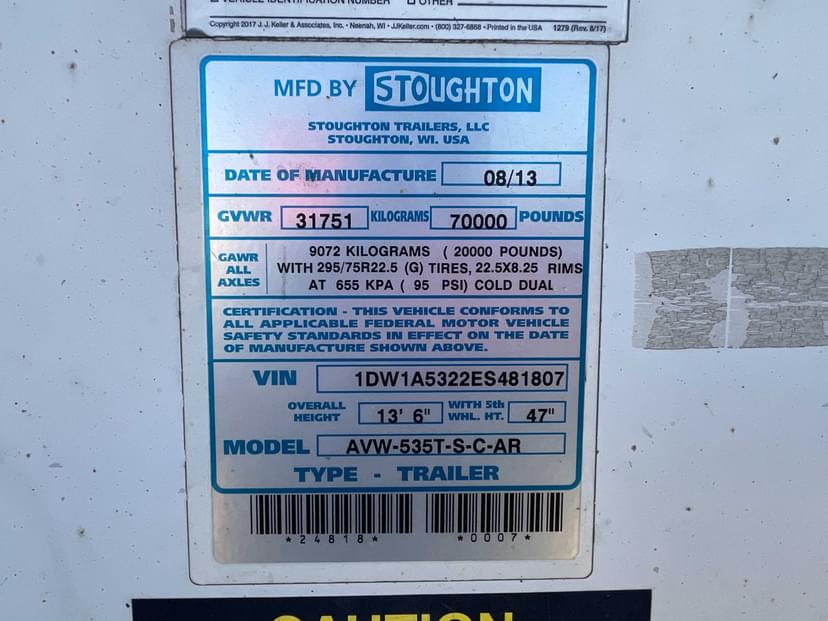 VEHICLE IDENTIFICATION NUMBER OTHER
Copyright 2017 J. J. Keller & Associates, Inc. • Neenah, WI • JJKeller.com • (800) 327-6868 • Printed in the USA 1279 (Rev. 8/17)
MFD BY STOUGHTON
STOUGHTON TRAILERS, LLC
STOUGHTON, WI. USA
DATE OF MANUFACTURE 08/13
GVWR 31751 KILOGRAMS 70000 POUNDS
GAWR ALL AXLES
9072 KILOGRAMS ( 20000 POUNDS)
WITH 295/75R22.5 (G) TIRES, 22.5X8.25 RIMS
AT 655 KPA ( 95 PSI) COLD DUAL
CERTIFICATION - THIS VEHICLE CONFORMS TO
ALL APPLICABLE FEDERAL MOTOR VEHICLE
SAFETY STANDARDS IN EFFECT ON THE DATE
OF MANUFACTURE SHOWN ABOVE.
VIN 1DW1A5322ES481807
OVERALL HEIGHT 13' 6" WITH 5th WHL. HT. 47"
MODEL AVW-535T-S-C-AR
TYPE - TRAILER
*24818* *0007*
CAUTION